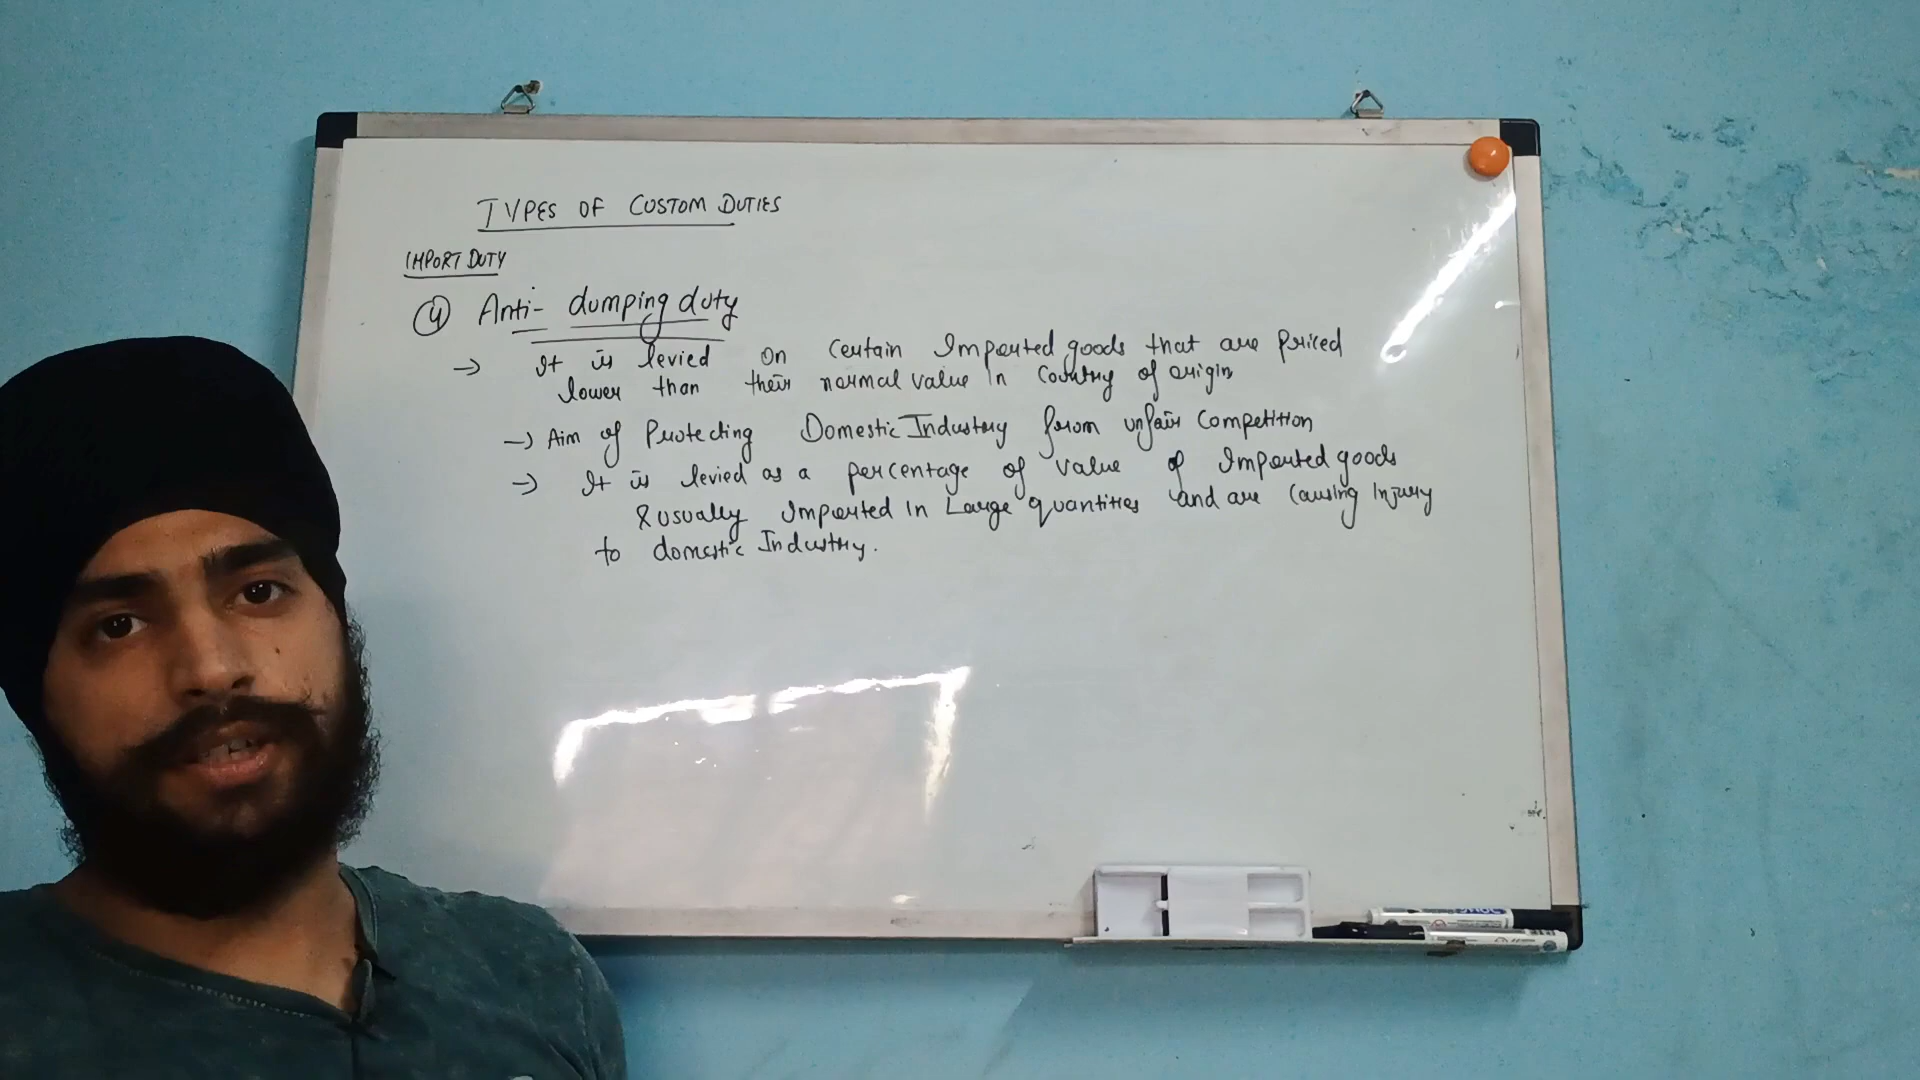 TYPES OF CUSTOM DUTIES
IMPORT DUTY
④ Anti- dumping duty
→ It is levied on certain Imported goods that are priced
lower than their normal value in Country of origin
→ Aim of Protecting Domestic Industry from unfair Competition
→ It is levied as a percentage of value of Imported goods
& usually Imported in Large quantities and are Causing Injury
to domestic Industry.